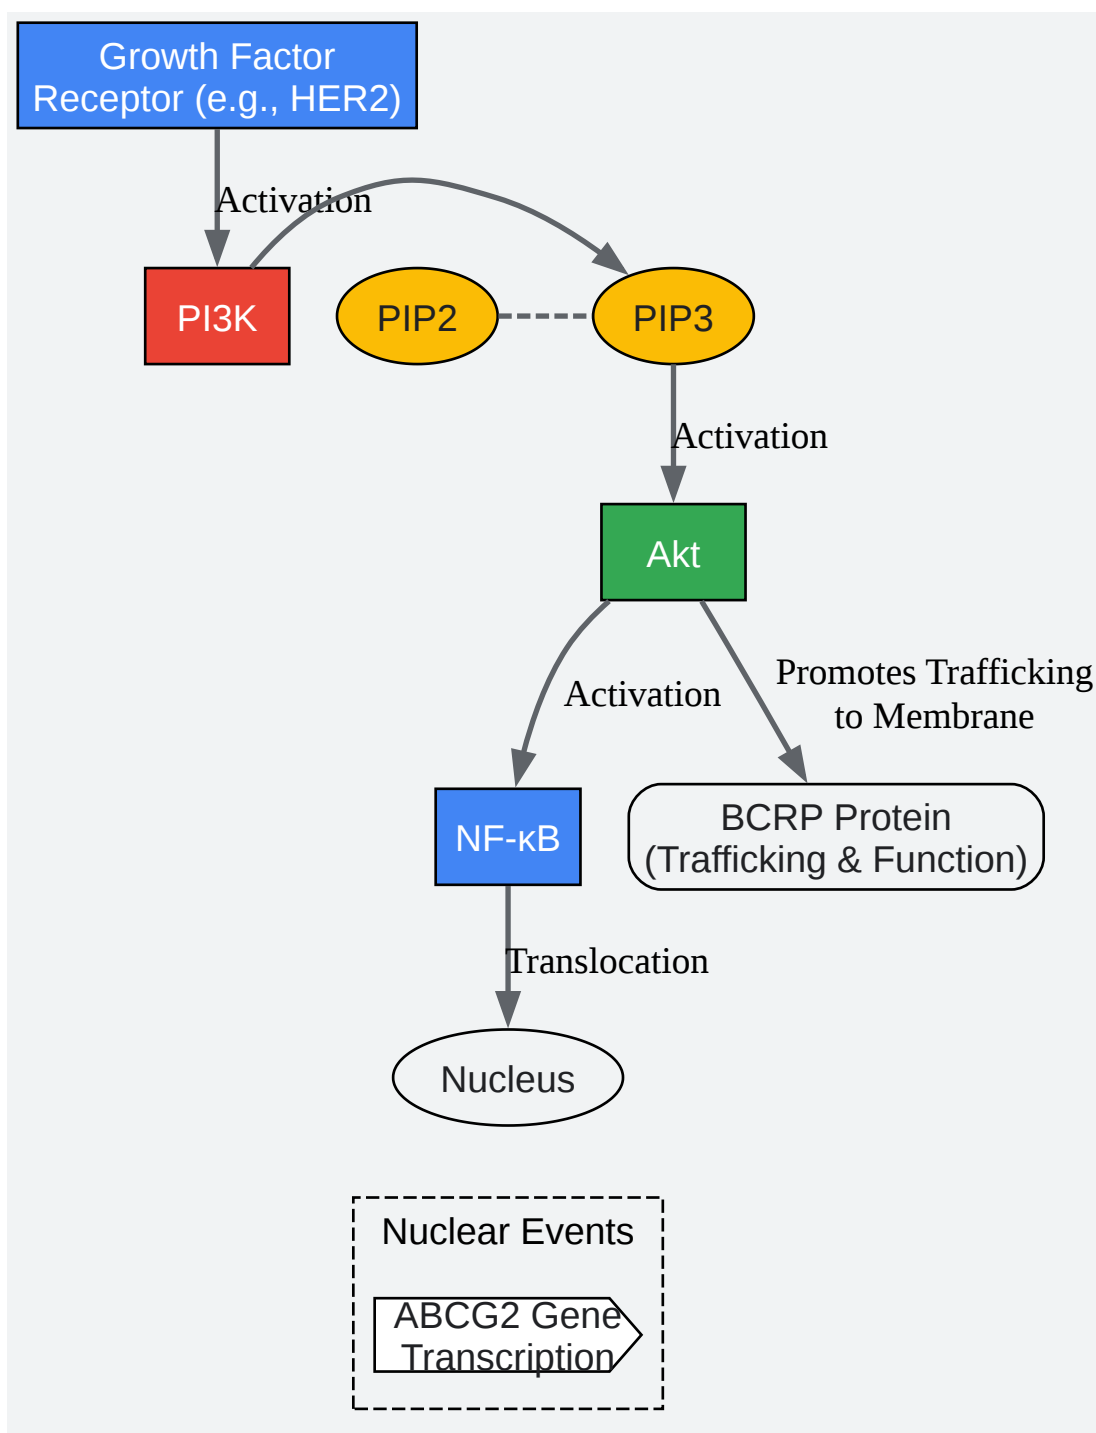 Growth Factor
Receptor (e.g., HER2)
Activation
PI3K
PIP2
PIP3
Activation
Akt
Activation
Promotes Trafficking
to Membrane
NF-κB
BCRP Protein
(Trafficking & Function)
Translocation
Nucleus
Nuclear Events
ABCG2 Gene
Transcription